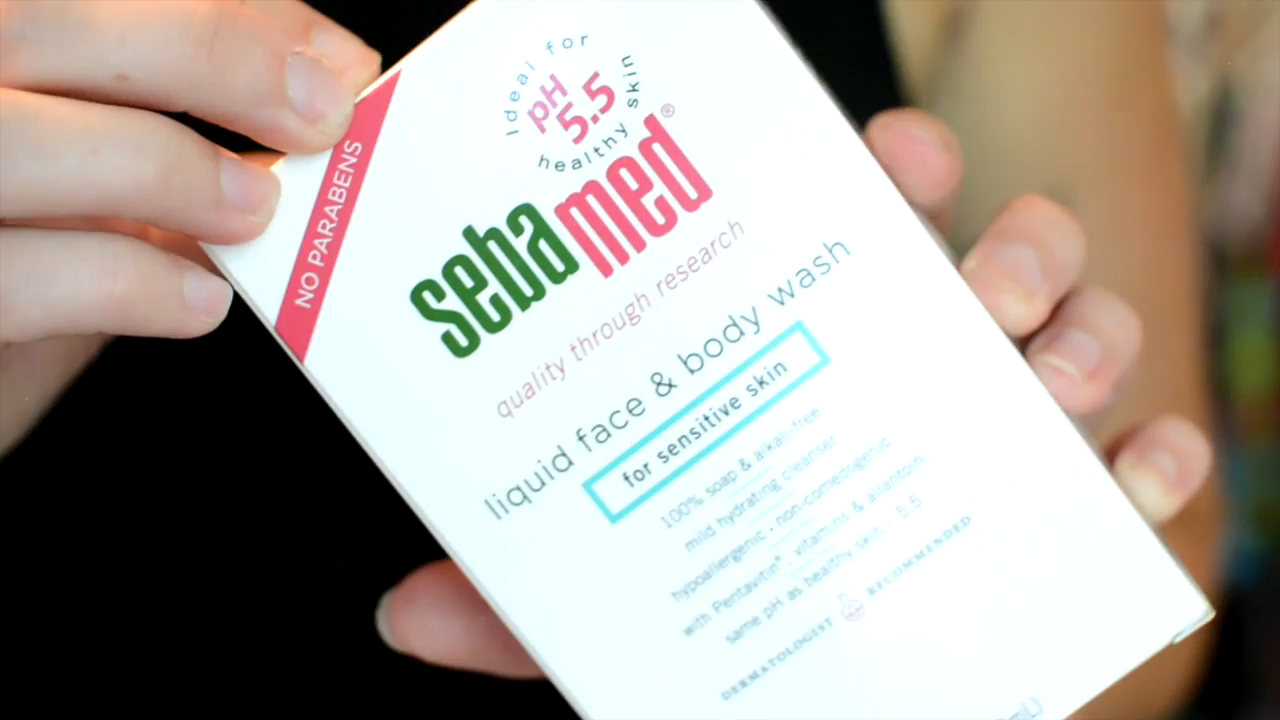 NO PARABENS
Ideal for
pH
5.5
healthy skin
sebamed®
quality through research
liquid face & body wash
for sensitive skin
100% soap & alkali-free
mild hydrating cleanser
hypoallergenic • non-comedogenic
with Pentavitin®, vitamins & allantoin
same pH as healthy skin - 5.5
DERMATOLOGIST RECOMMENDED